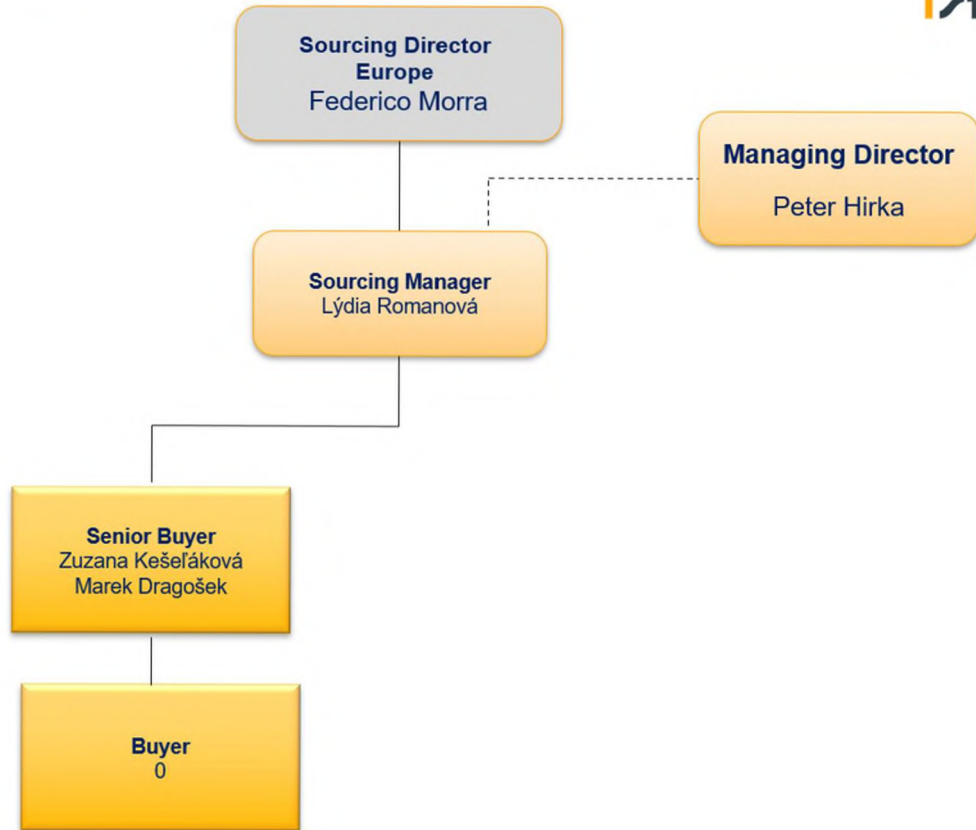 Sourcing Director
Europe
Federico Morra
Managing Director
Peter Hirka
Sourcing Manager
Lýdia Romanová
Senior Buyer
Zuzana Kešeľáková
Marek Dragošek
Buyer
0